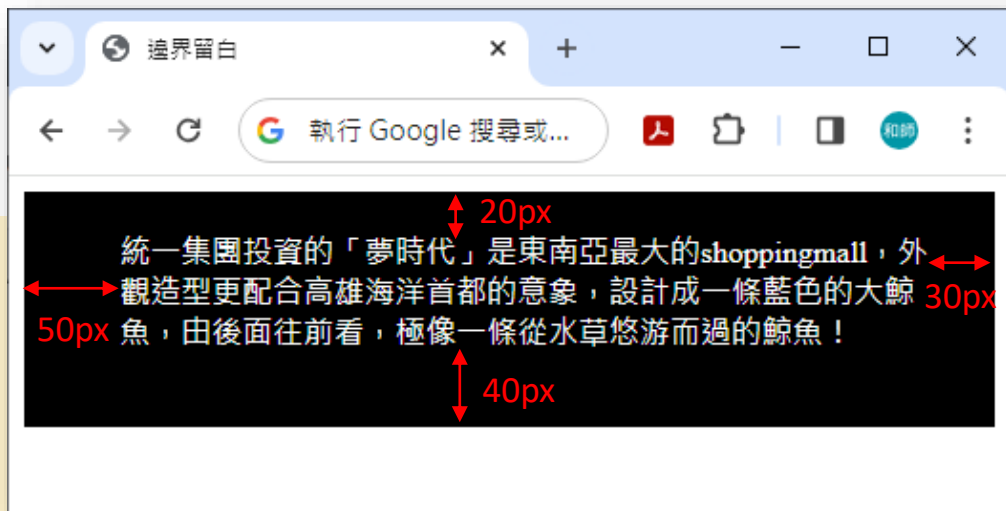 邊界留白
執行 Google 搜尋或...
和師
20px
統一集團投資的「夢時代」是東南亞最大的shoppingmall，外
觀造型更配合高雄海洋首都的意象，設計成一條藍色的大鯨
30px
50px
魚，由後面往前看，極像一條從水草悠游而過的鯨魚！
40px